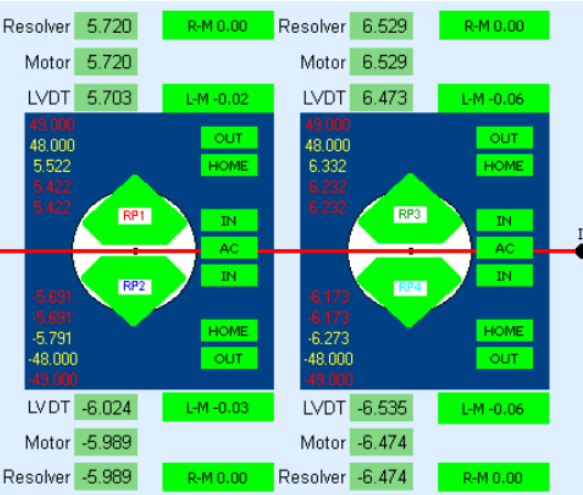 Resolver 5.720 R-M 0.00 Resolver 6.529 R-M 0.00
Motor 5.720 Motor 6.529
LVDT 5.703 L-M -0.02 LVDT 6.473 L-M -0.06
49.000 49.000
OUT OUT
48.000 48.000
5.522 HOME 6.332 HOME
5.422 6.232
5.422 6.232
RP1 IN RP3 IN
AC AC
RP2 IN RP4 IN
-5.691 -6.173
-5.691 -6.173
-5.791 HOME -6.273 HOME
-48.000 OUT -48.000 OUT
-49.000 -49.000
LVDT -6.024 L-M -0.03 LVDT -6.535 L-M -0.06
Motor -5.989 Motor -6.474
Resolver -5.989 R-M 0.00 Resolver -6.474 R-M 0.00